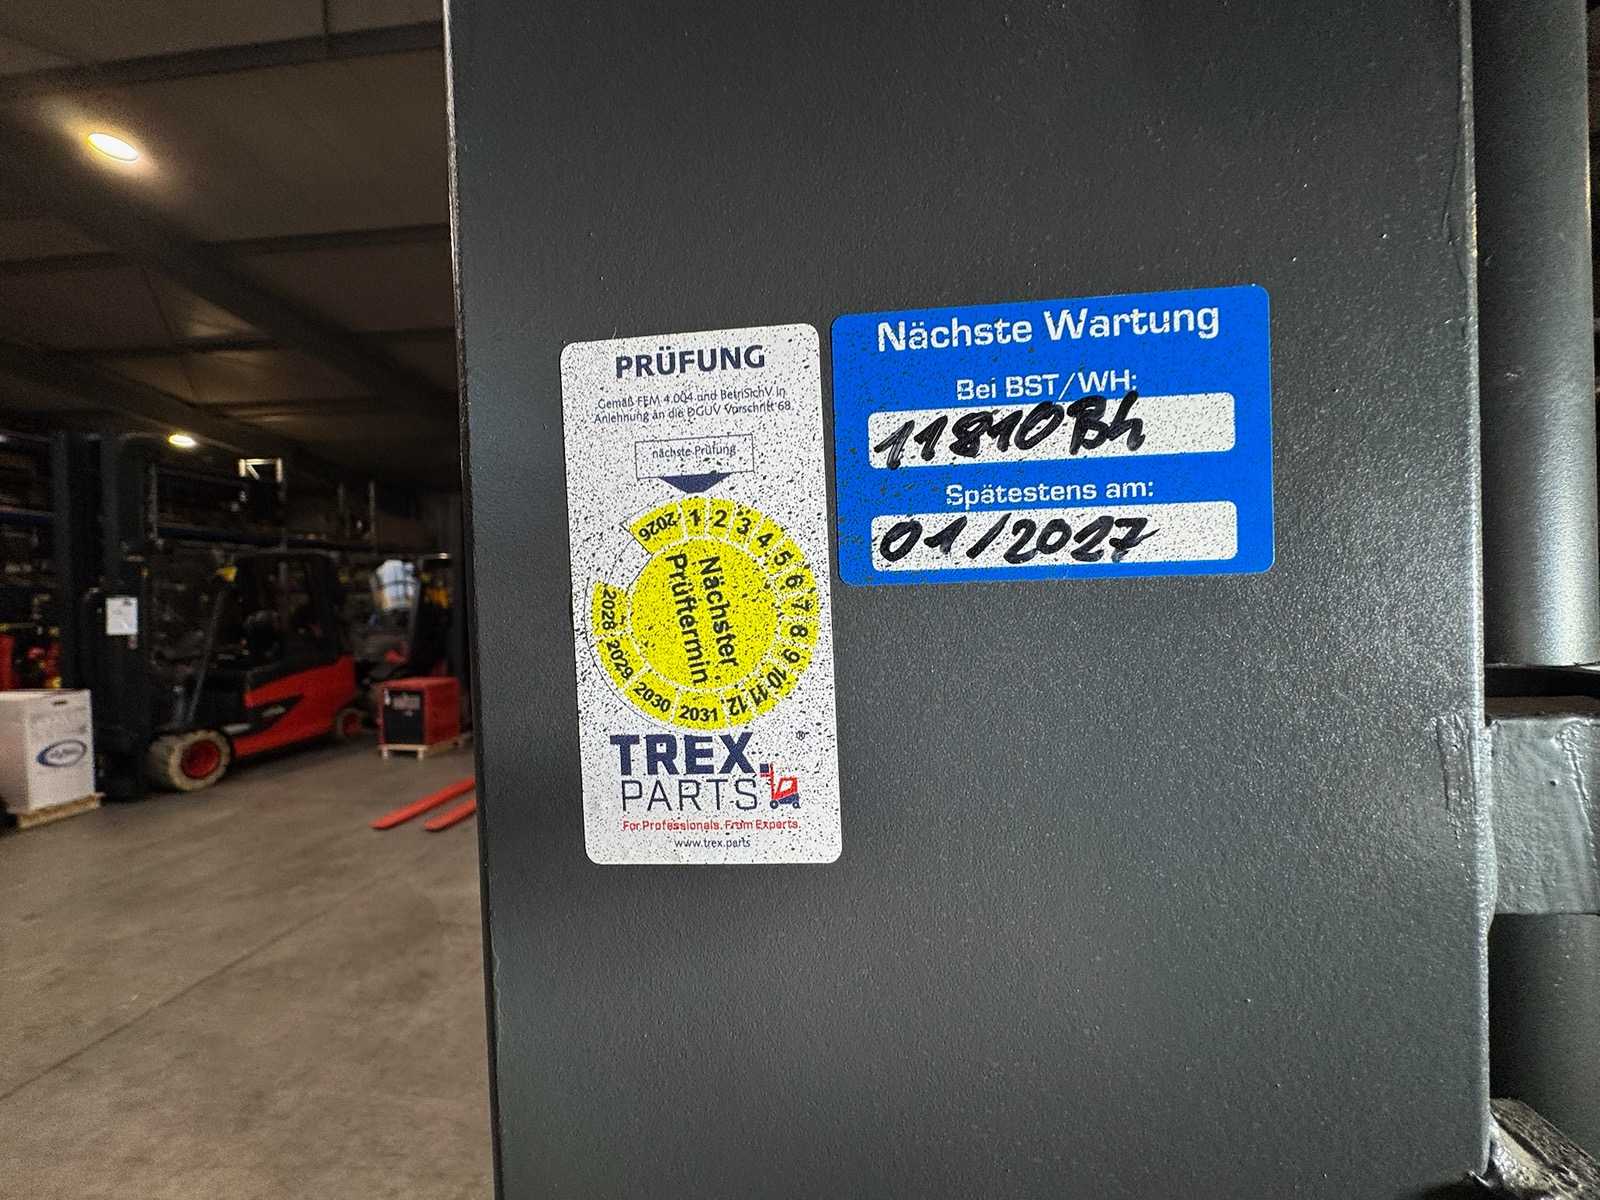 PRÜFUNG
Gemäß FEM 4.004 und BetrSichV in
Anlehnung an die DGUV Vorschrift 68
nächste Prüfung
2026 1 2 3 4 5 6 7 8 9 10 11 12 2031 2030 2029 2028
Nächster
Prüftermin
TREX.®
PARTS
For Professionals. From Experts.
www.trex.parts
Nächste Wartung
Bei BST/WH:
11810 Bh
Spätestens am:
01/2027